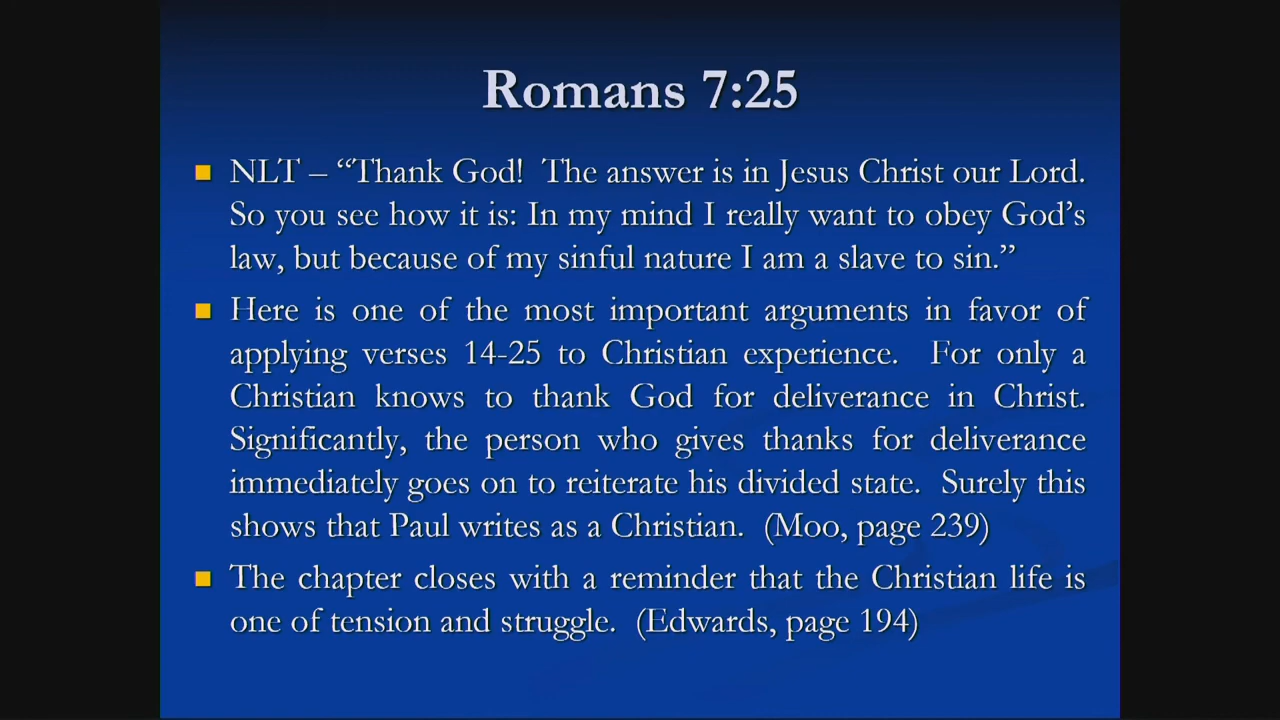 Romans 7:25
NLT – “Thank God!  The answer is in Jesus Christ our Lord.
So you see how it is: In my mind I really want to obey God’s
law, but because of my sinful nature I am a slave to sin.”
Here is one of the most important arguments in favor of
applying verses 14-25 to Christian experience.  For only a
Christian knows to thank God for deliverance in Christ.
Significantly, the person who gives thanks for deliverance
immediately goes on to reiterate his divided state.  Surely this
shows that Paul writes as a Christian.  (Moo, page 239)
The chapter closes with a reminder that the Christian life is
one of tension and struggle.  (Edwards, page 194)